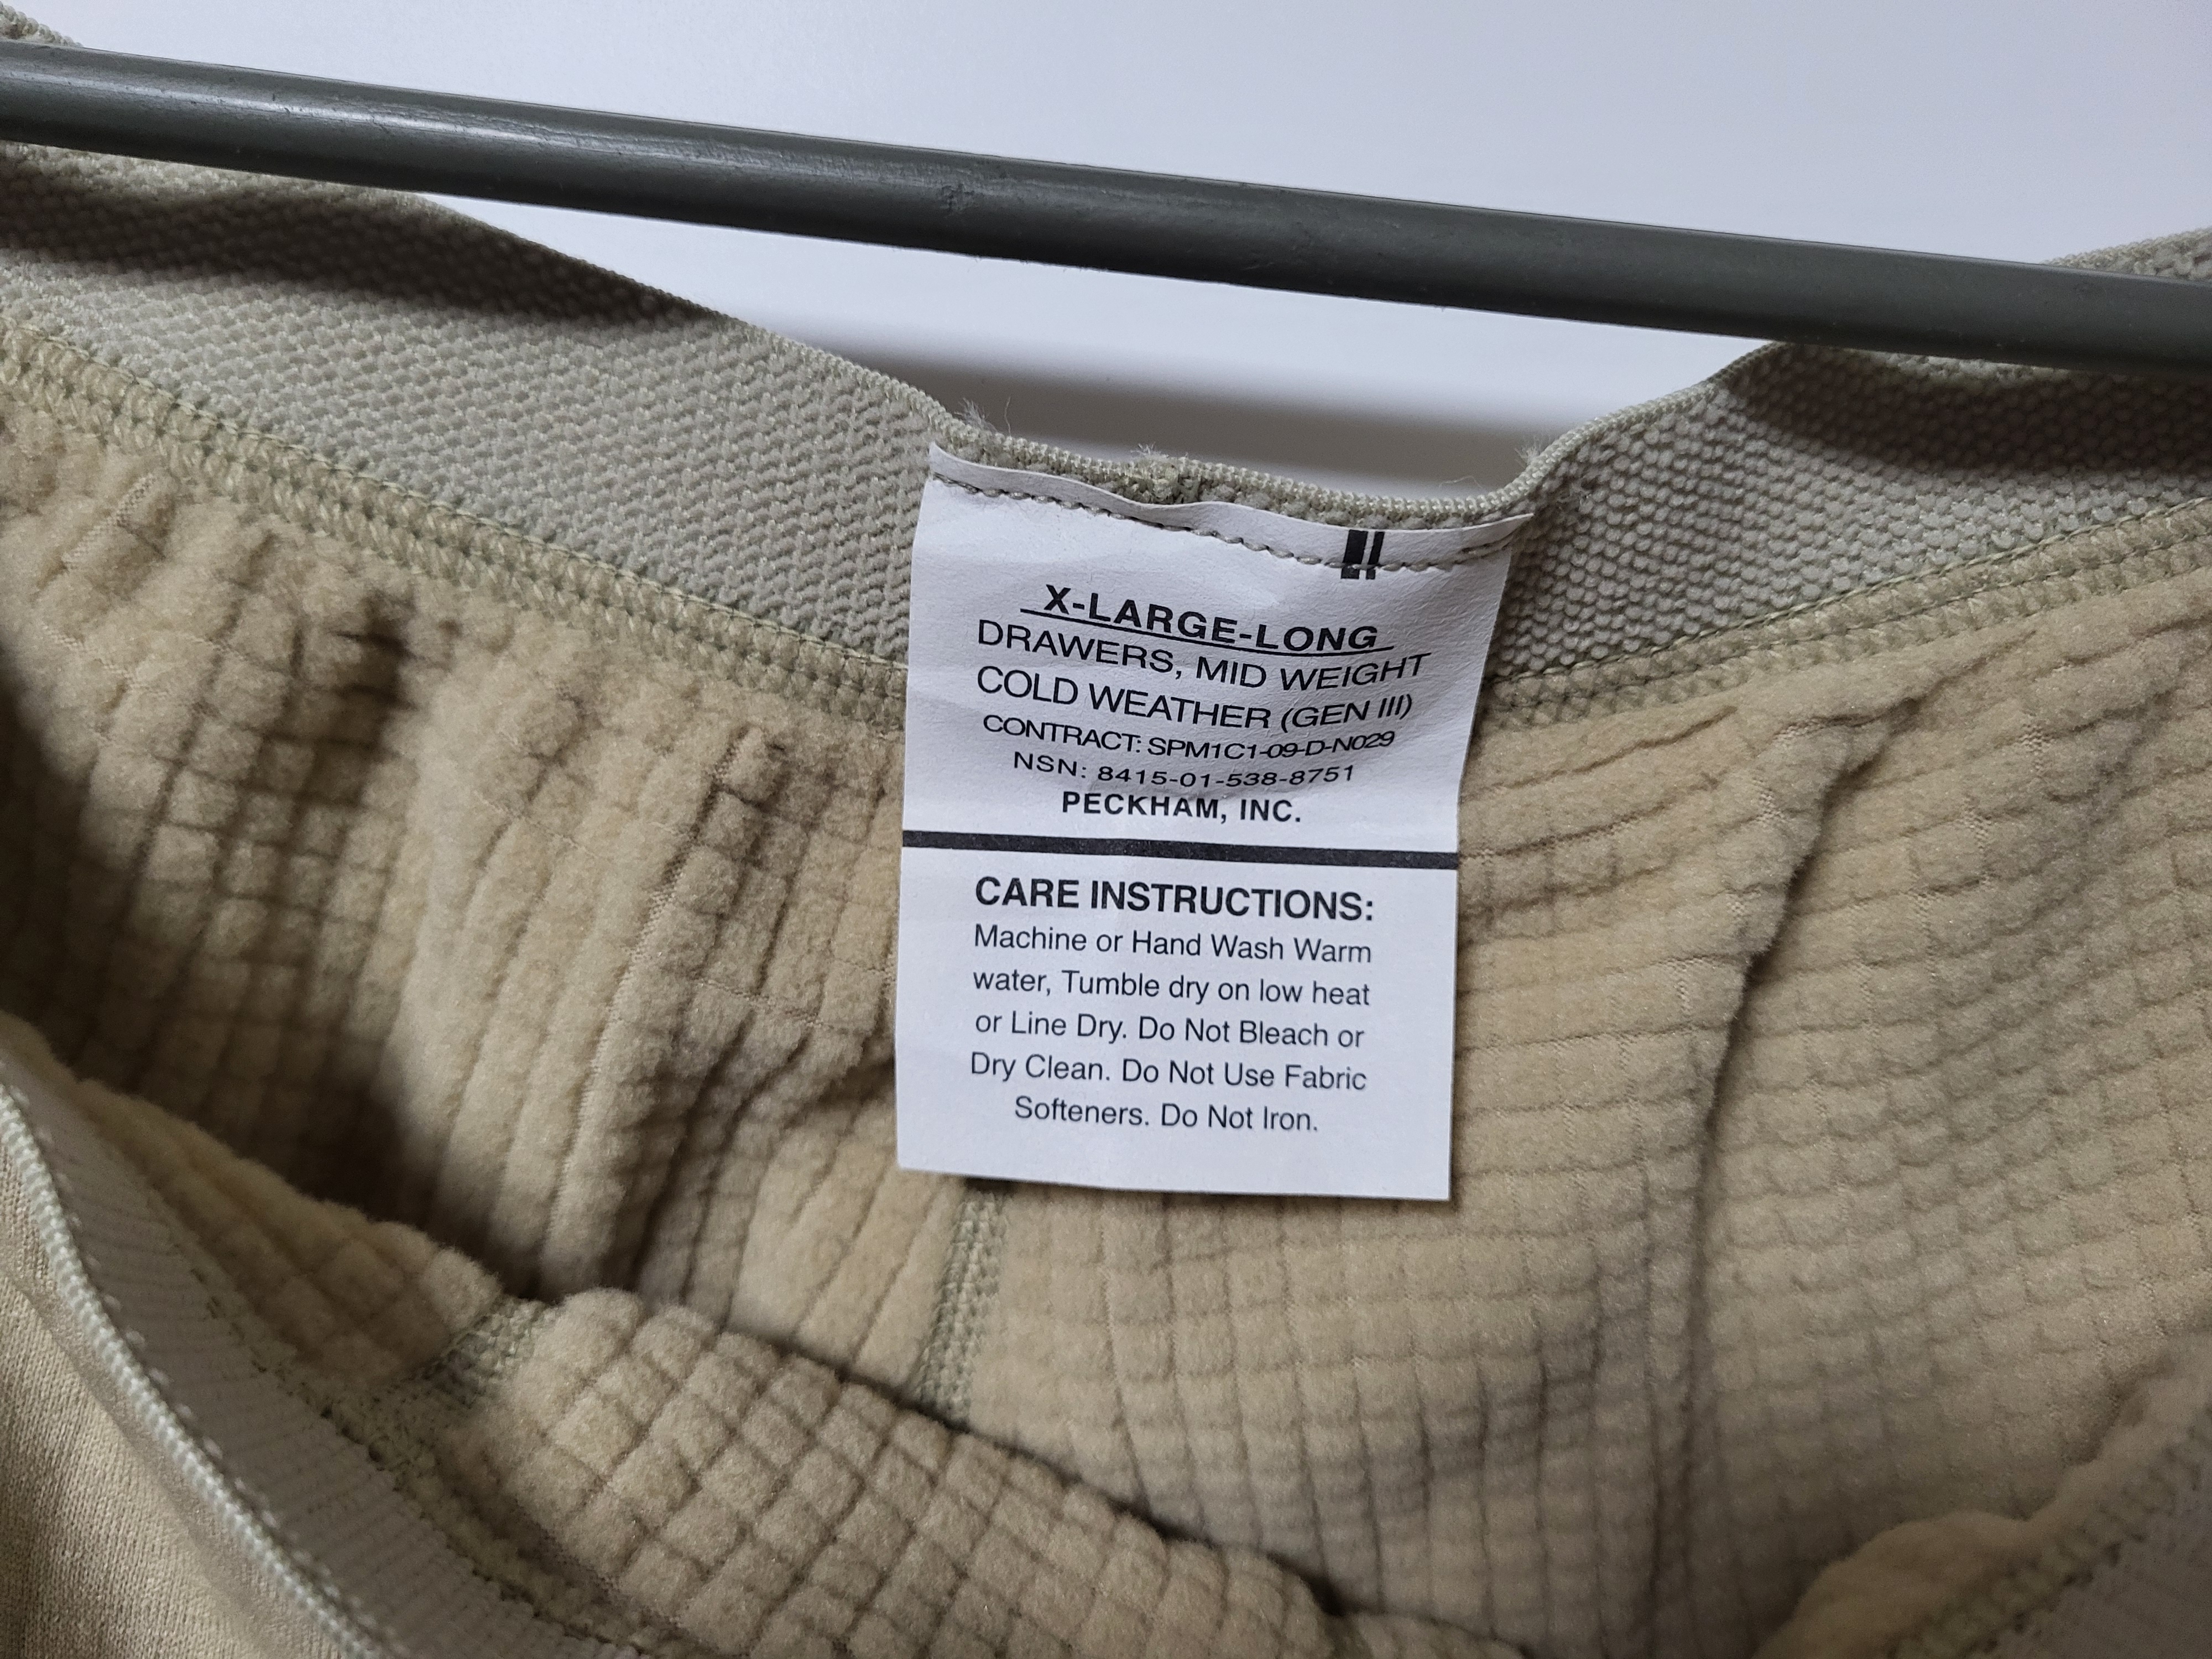 X-LARGE-LONG
DRAWERS, MID WEIGHT
COLD WEATHER (GEN III)
CONTRACT: SPM1C1-09-D-N029
NSN: 8415-01-538-8751
PECKHAM, INC.
CARE INSTRUCTIONS:
Machine or Hand Wash Warm
water, Tumble dry on low heat
or Line Dry. Do Not Bleach or
Dry Clean. Do Not Use Fabric
Softeners. Do Not Iron.